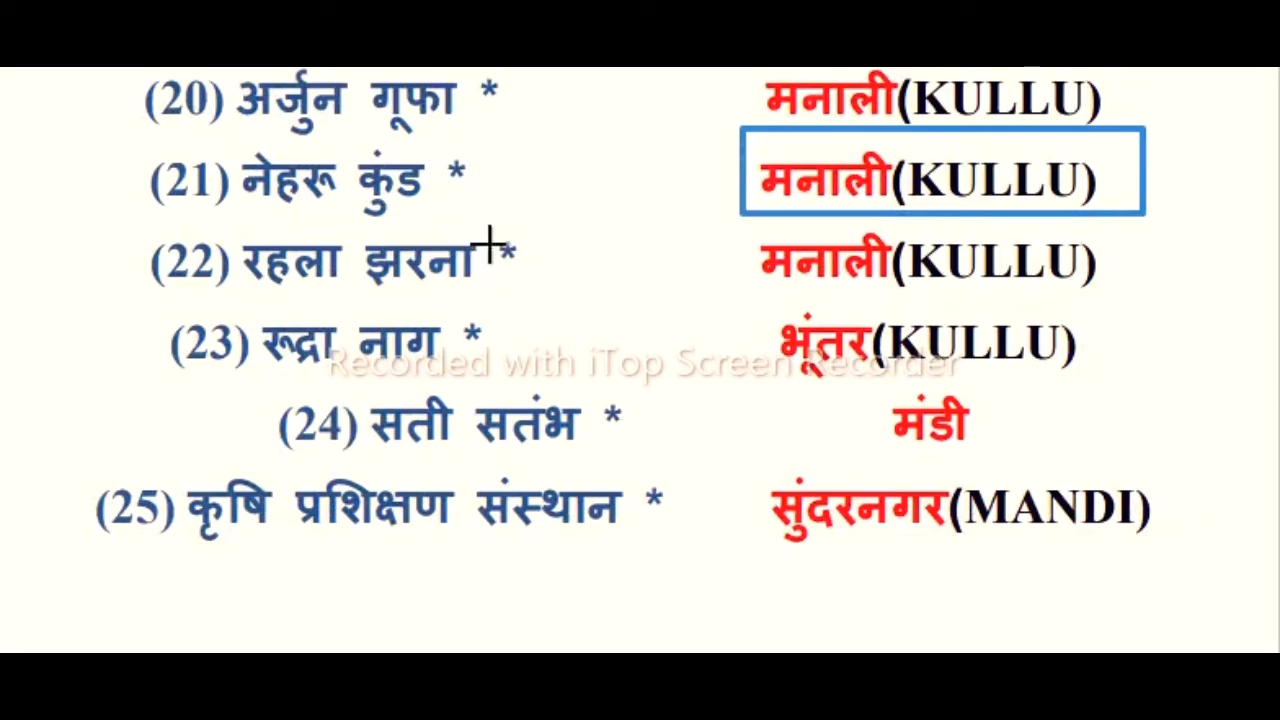 (20) अर्जुन गूफा * मनाली(KULLU)
(21) नेहरू कुंड * मनाली(KULLU)
(22) रहला झरना * मनाली(KULLU)
(23) रूद्रा नाग * भूंतर(KULLU)
Recorded with iTop Screen Recorder
(24) सती सतंभ * मंडी
(25) कृषि प्रशिक्षण संस्थान * सुंदरनगर(MANDI)